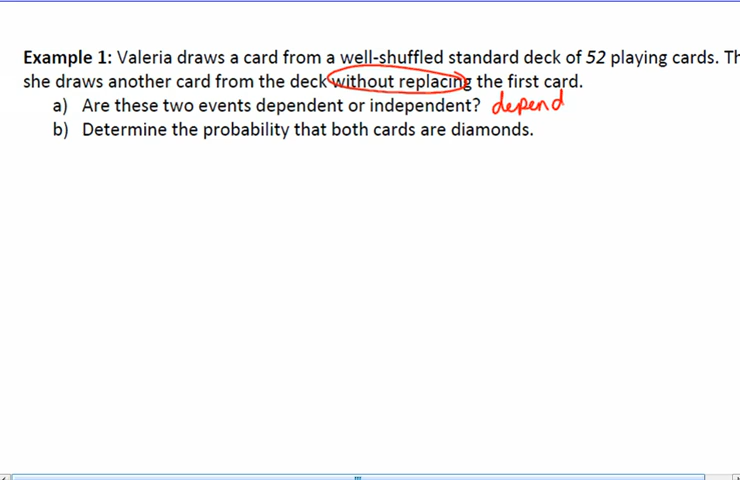 Example 1: Valeria draws a card from a well-shuffled standard deck of 52 playing cards. Th
she draws another card from the deck without replacing the first card.
a) Are these two events dependent or independent? depend
b) Determine the probability that both cards are diamonds.